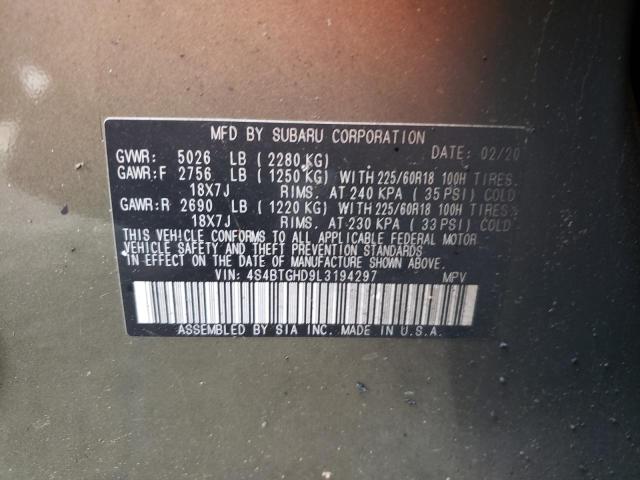 MFD BY SUBARU CORPORATION
GVWR: 5026 LB (2280 KG) DATE: 02/20
GAWR:F 2756 LB (1250 KG) WITH 225/60R18 100H TIRES.
18X7J RIMS. AT 240 KPA (35 PSI) COLD
GAWR:R 2690 LB (1220 KG) WITH 225/60R18 100H TIRES.
18X7J RIMS. AT 230 KPA (33 PSI) COLD
THIS VEHICLE CONFORMS TO ALL APPLICABLE FEDERAL MOTOR
VEHICLE SAFETY AND THEFT PREVENTION STANDARDS
IN EFFECT ON THE DATE OF MANUFACTURE SHOWN ABOVE.
VIN: 4S4BTGHD9L3194297 MPV
ASSEMBLED BY SIA INC. MADE IN U.S.A.